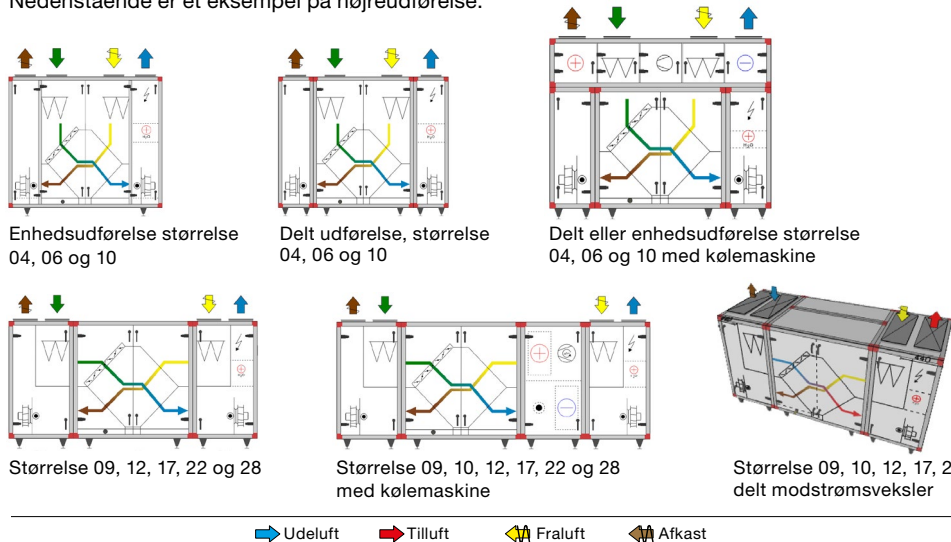 Nedenstående er et eksempel på højreudførelse.
Enhedsudførelse størrelse
04, 06 og 10
Delt udførelse, størrelse
04, 06 og 10
Delt eller enhedsudførelse størrelse
04, 06 og 10 med kølemaskine
Størrelse 09, 12, 17, 22 og 28
Størrelse 09, 10, 12, 17, 22 og 28
med kølemaskine
Størrelse 09, 10, 12, 17, 2
delt modstrømsveksler
Udeluft
Tilluft
Fraluft
Afkast